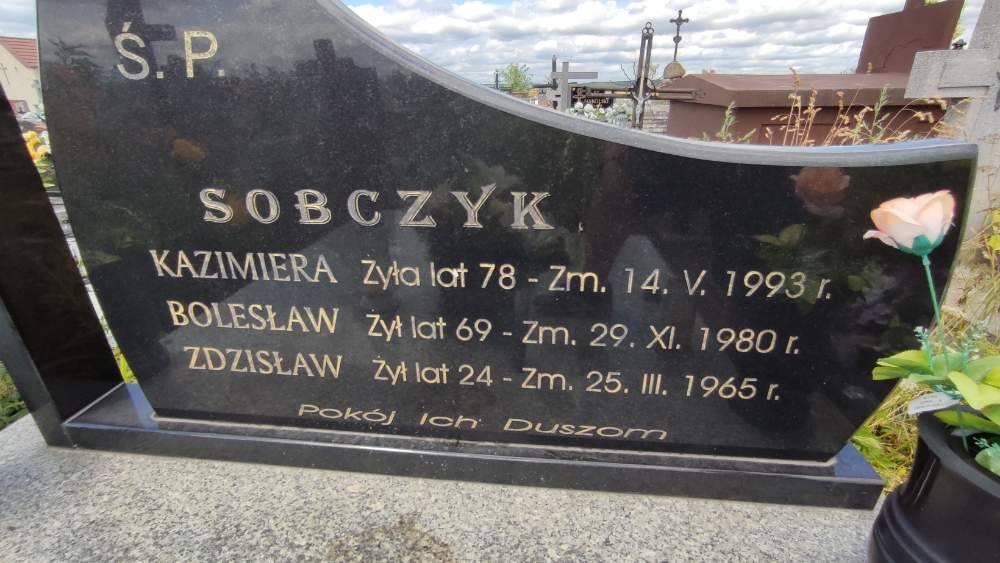 Ś. P.
SOBCZYK
KAZIMIERA Żyła lat 78 - Zm. 14. V. 1993 r.
BOLESŁAW Żył lat 69 - Zm. 29. XI. 1980 r.
ZDZISŁAW Żył lat 24 - Zm. 25. III. 1965 r.
Pokój Ich Duszom